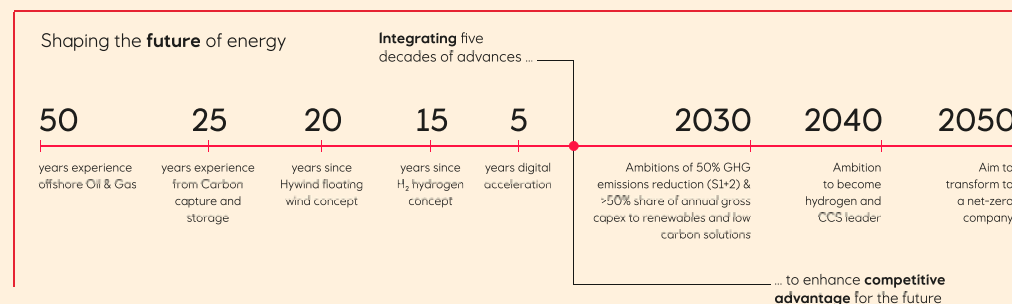 Shaping the future of energy
Integrating five
decades of advances ...
50
years experience
offshore Oil & Gas
25
years experience
from Carbon
capture and
storage
20
years since
Hywind floating
wind concept
15
years since
H₂ hydrogen
concept
5
years digital
acceleration
2030
Ambitions of 50% GHG
emissions reduction (S1+2) &
>50% share of annual gross
capex to renewables and low
carbon solutions
2040
Ambition
to become
hydrogen and
CCS leader
2050
Aim to
transform to
a net-zero
company
... to enhance competitive
advantage for the future